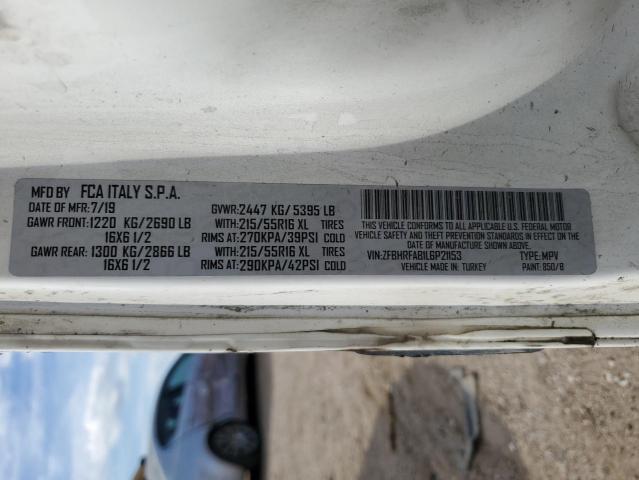 MFD BY FCA ITALY S.P.A.
DATE OF MFR: 7/19 GVWR: 2447 KG / 5395 LB
GAWR FRONT: 1220 KG / 2690 LB WITH: 215/55R16 XL TIRES
16X6 1/2 RIMS AT: 270KPA / 39PSI COLD
GAWR REAR: 1300 KG / 2866 LB WITH: 215/55R16 XL TIRES
16X6 1/2 RIMS AT: 290KPA / 42PSI COLD
THIS VEHICLE CONFORMS TO ALL APPLICABLE U.S. FEDERAL MOTOR
VEHICLE SAFETY, BUMPER, AND THEFT PREVENTION STANDARDS IN
EFFECT ON THE DATE OF MANUFACTURE SHOWN ABOVE.
VIN: ZFBHRFAB1L6P21153 TYPE: MPV
VEHICLE MADE IN: TURKEY PAINT: 850/B